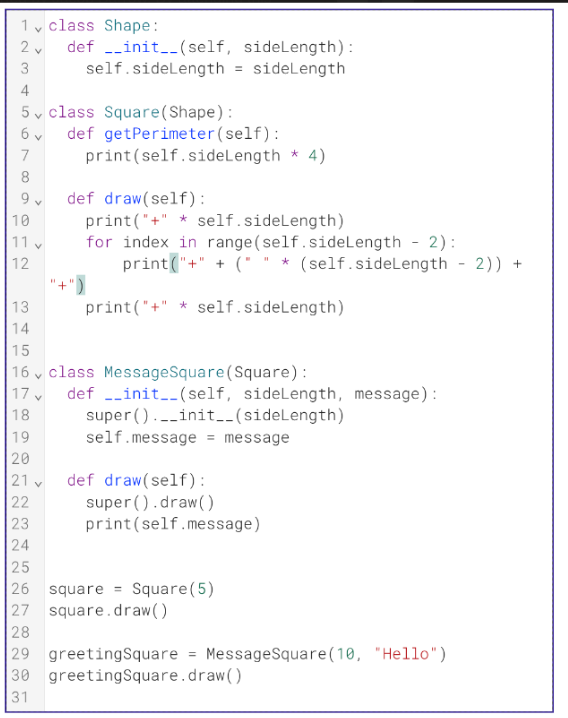 1 class Shape:
2   def __init__(self, sideLength):
3     self.sideLength = sideLength
4
5 class Square(Shape):
6   def getPerimeter(self):
7     print(self.sideLength * 4)
8
9   def draw(self):
10     print("+" * self.sideLength)
11     for index in range(self.sideLength - 2):
12         print("+" + (" " * (self.sideLength - 2)) +
"+")
13     print("+" * self.sideLength)
14
15
16 class MessageSquare(Square):
17   def __init__(self, sideLength, message):
18     super().__init__(sideLength)
19     self.message = message
20
21   def draw(self):
22     super().draw()
23     print(self.message)
24
25
26 square = Square(5)
27 square.draw()
28
29 greetingSquare = MessageSquare(10, "Hello")
30 greetingSquare.draw()
31